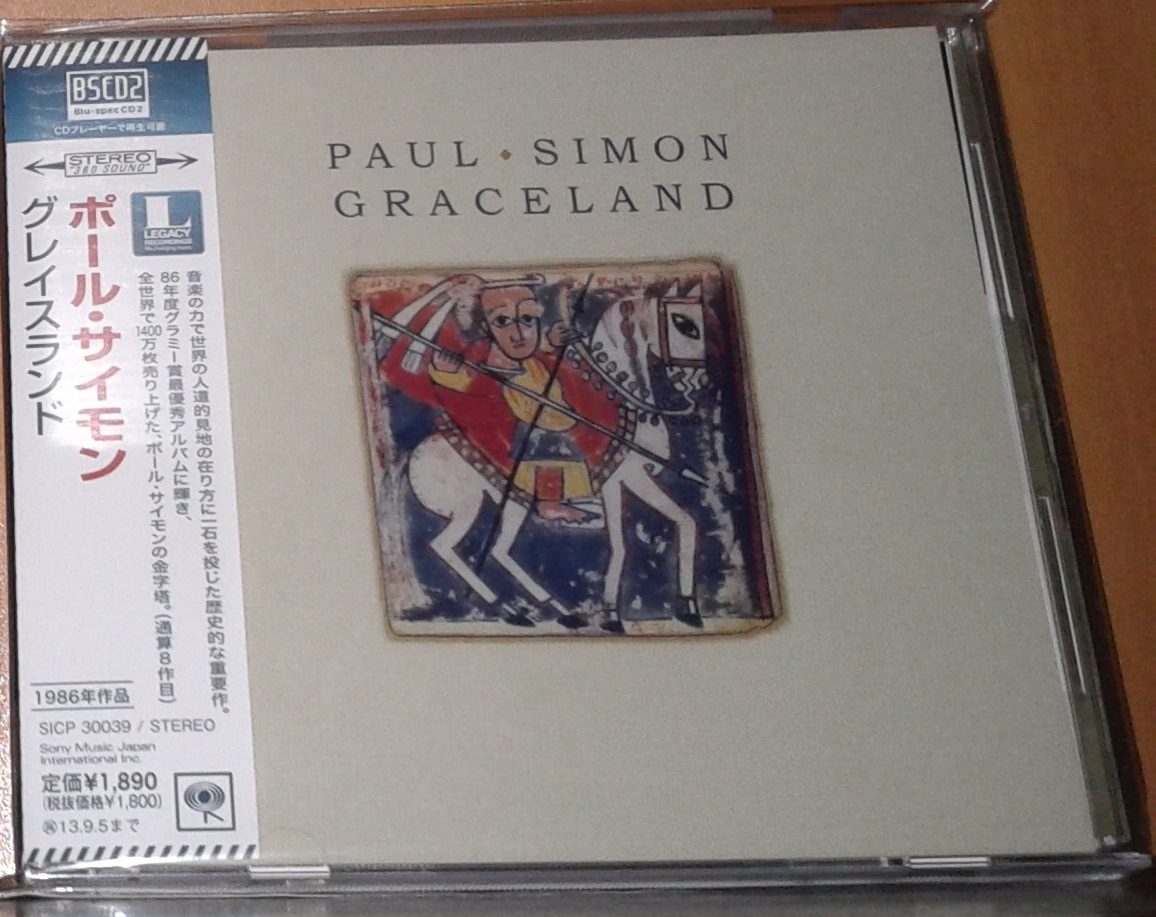 BSCD2
Blu-spec CD2
CDプレーヤーで再生可能
STEREO
"360 SOUND"
L
LEGACY
RECORDINGS
ポール・サイモン
グレイスランド
音楽の力で世界の人道的見地の在り方に一石を投じた歴史的な重要作。
86年度グラミー賞最優秀アルバムに輝き、
全世界で1400万枚売り上げた、ポール・サイモンの金字塔。(通算8作目)
1986年作品
SICP 30039 / STEREO
Sony Music Japan
International Inc.
定価¥1,890
(税抜価格¥1,800)
㋐13.9.5まで
PAUL • SIMON
GRACELAND